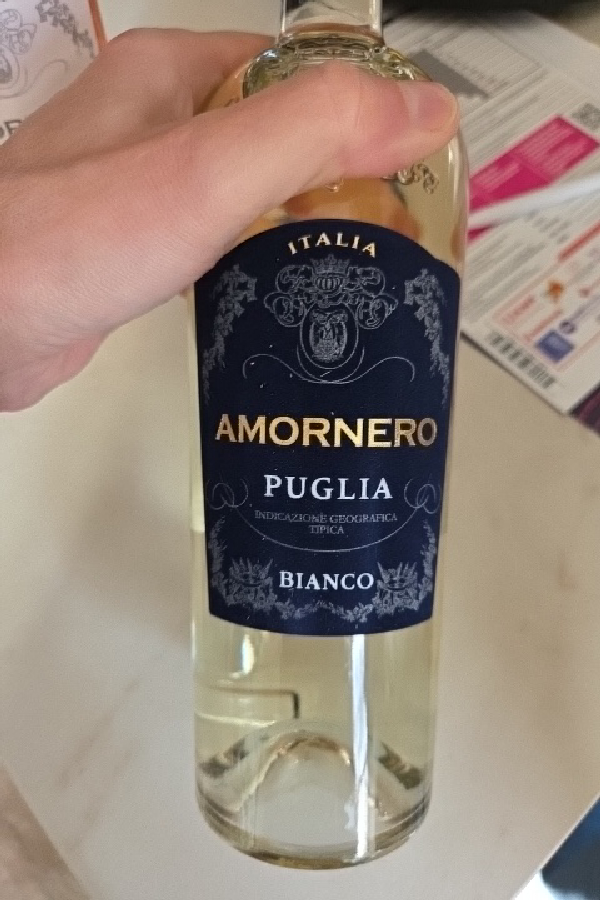 ITALIA
AMORNERO
PUGLIA
INDICAZIONE GEOGRAFICA
TIPICA
BIANCO